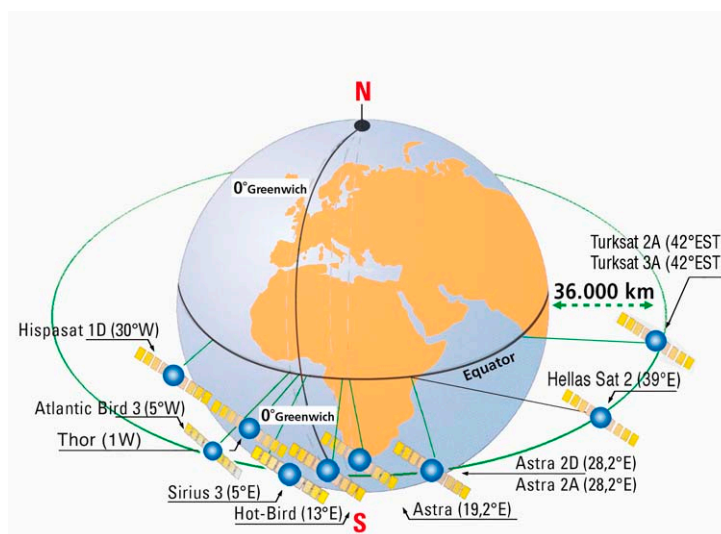 N
0°Greenwich
Turksat 2A (42°EST
Turksat 3A (42°EST
36.000 km
Hispasat 1D (30°W)
Equator
Hellas Sat 2 (39°E)
Atlantic Bird 3 (5°W)
0°Greenwich
Thor (1W)
Astra 2D (28,2°E)
Astra 2A (28,2°E)
Sirius 3 (5°E)
Hot-Bird (13°E)
S
Astra (19,2°E)